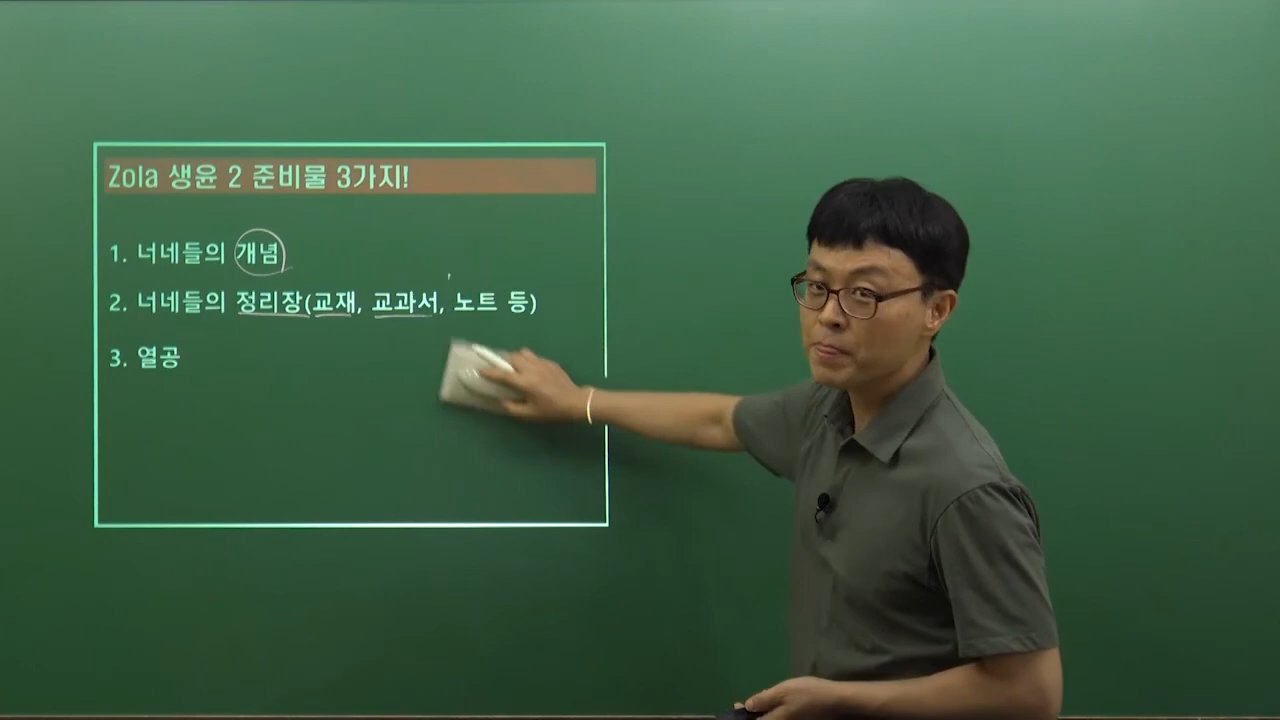 Zola 생윤 2 준비물 3가지!
1. 너네들의 개념
2. 너네들의 정리장(교재, 교과서, 노트 등)
3. 열공